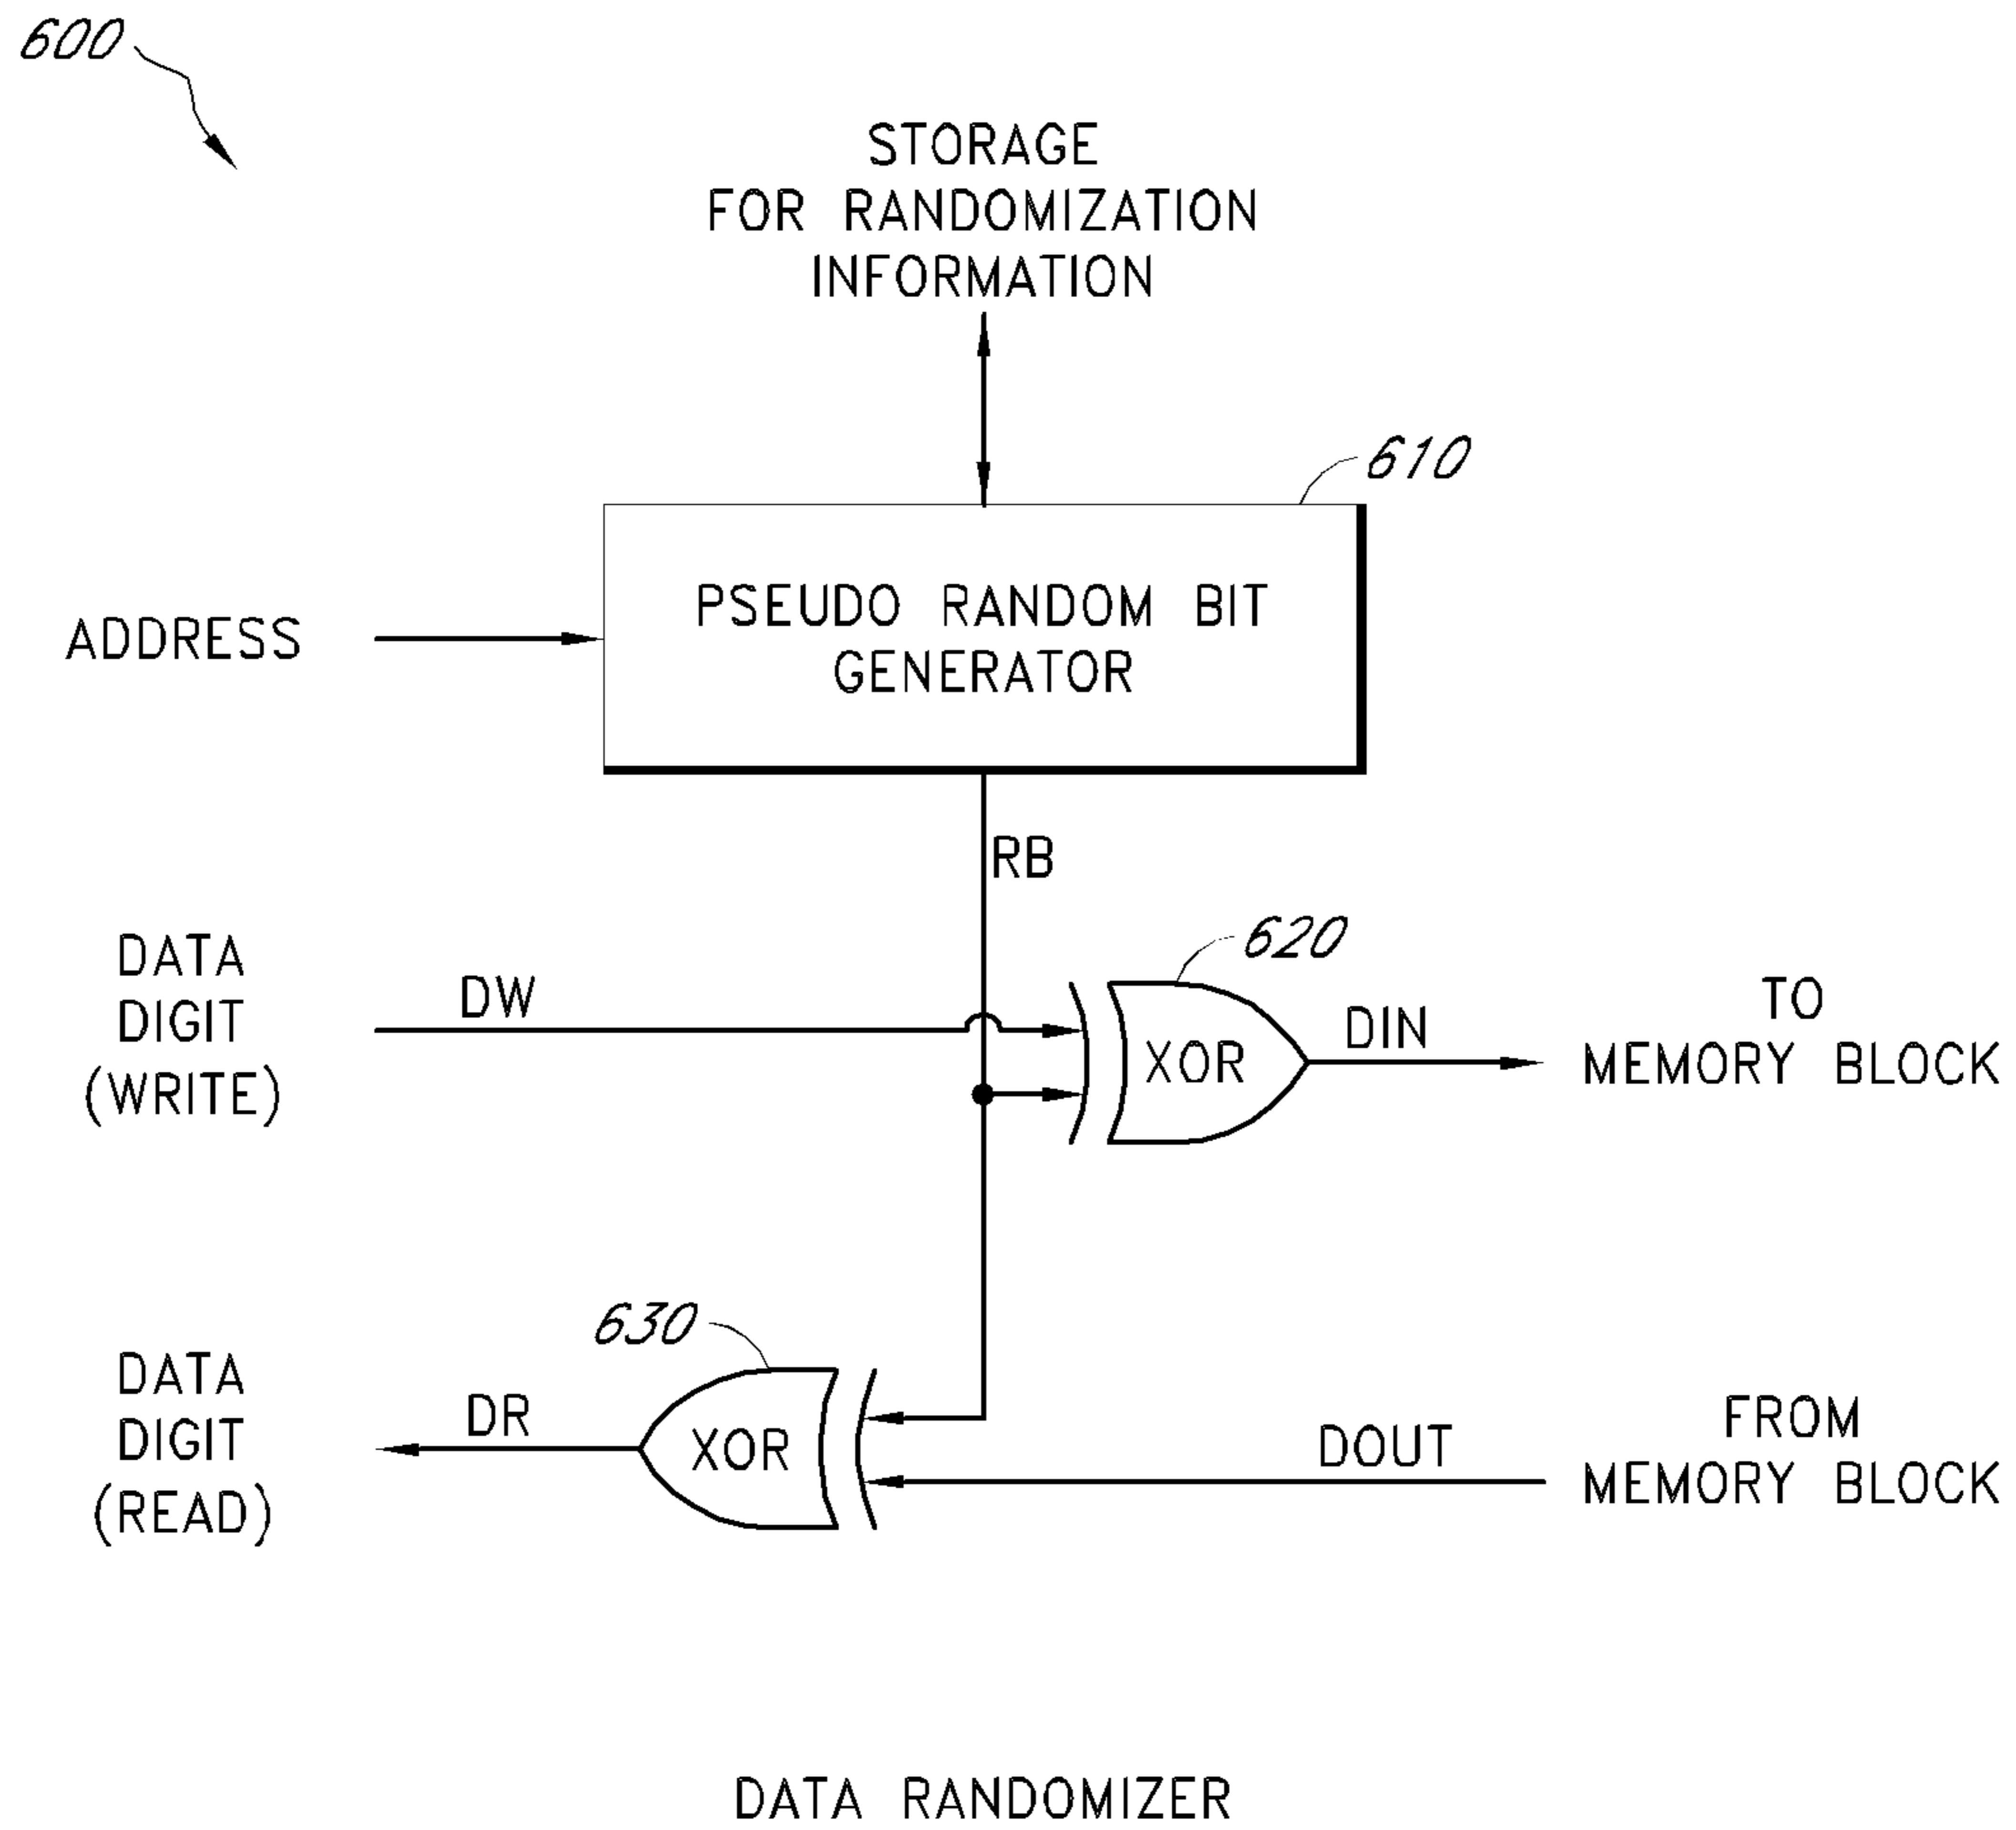 600
STORAGE
FOR RANDOMIZATION
INFORMATION
610
PSEUDO RANDOM BIT
GENERATOR
ADDRESS
RB
620
DATA
DIGIT
(WRITE)
DW
XOR
DIN
TO
MEMORY BLOCK
630
DATA
DIGIT
(READ)
DR
XOR
DOUT
FROM
MEMORY BLOCK
DATA RANDOMIZER